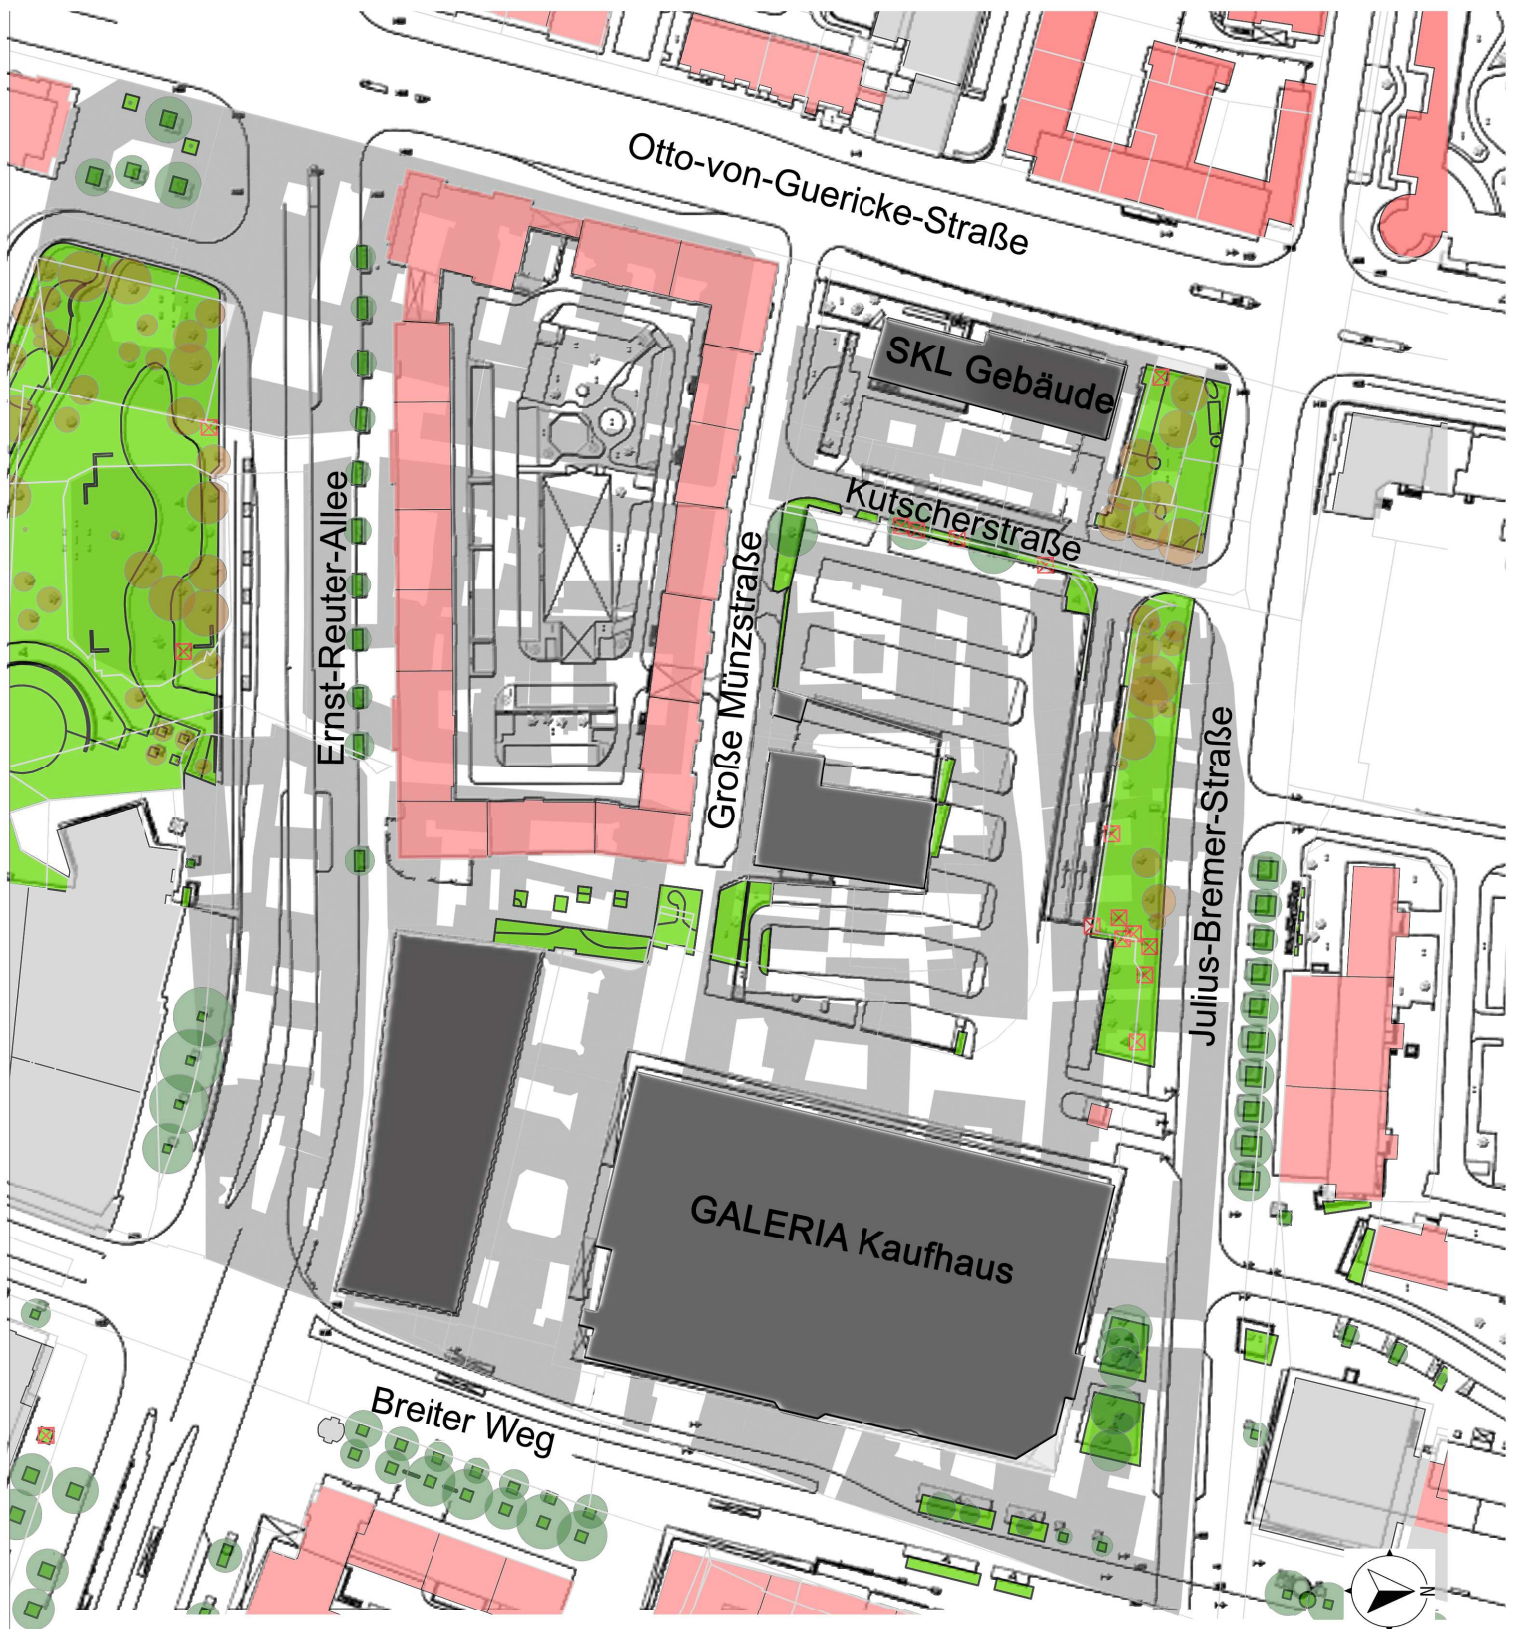 Otto-von-Guericke-Straße
SKL Gebäude
Kutscherstraße
Ernst-Reuter-Allee
Große Münzstraße
Julius-Bremer-Straße
GALERIA Kaufhaus
Breiter Weg
N